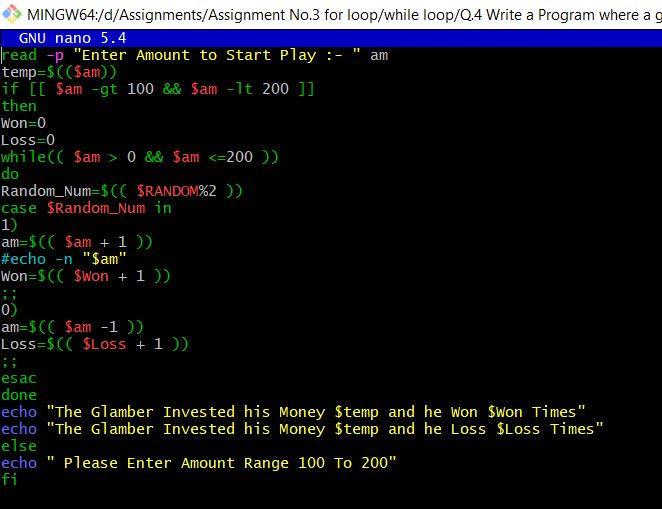 MINGW64:/d/Assignments/Assignment No.3 for loop/while loop/Q.4 Write a Program where a g
GNU nano 5.4
read -p "Enter Amount to Start Play :- " am
temp=$(($am))
if [[ $am -gt 100 && $am -lt 200 ]]
then
Won=0
Loss=0
while(( $am > 0 && $am <=200 ))
do
Random_Num=$(( $RANDOM%2 ))
case $Random_Num in
1)
am=$(( $am + 1 ))
#echo -n "$am"
Won=$(( $Won + 1 ))
;;
0)
am=$(( $am -1 ))
Loss=$(( $Loss + 1 ))
;;
esac
done
echo "The Glamber Invested his Money $temp and he Won $Won Times"
echo "The Glamber Invested his Money $temp and he Loss $Loss Times"
else
echo " Please Enter Amount Range 100 To 200"
fi